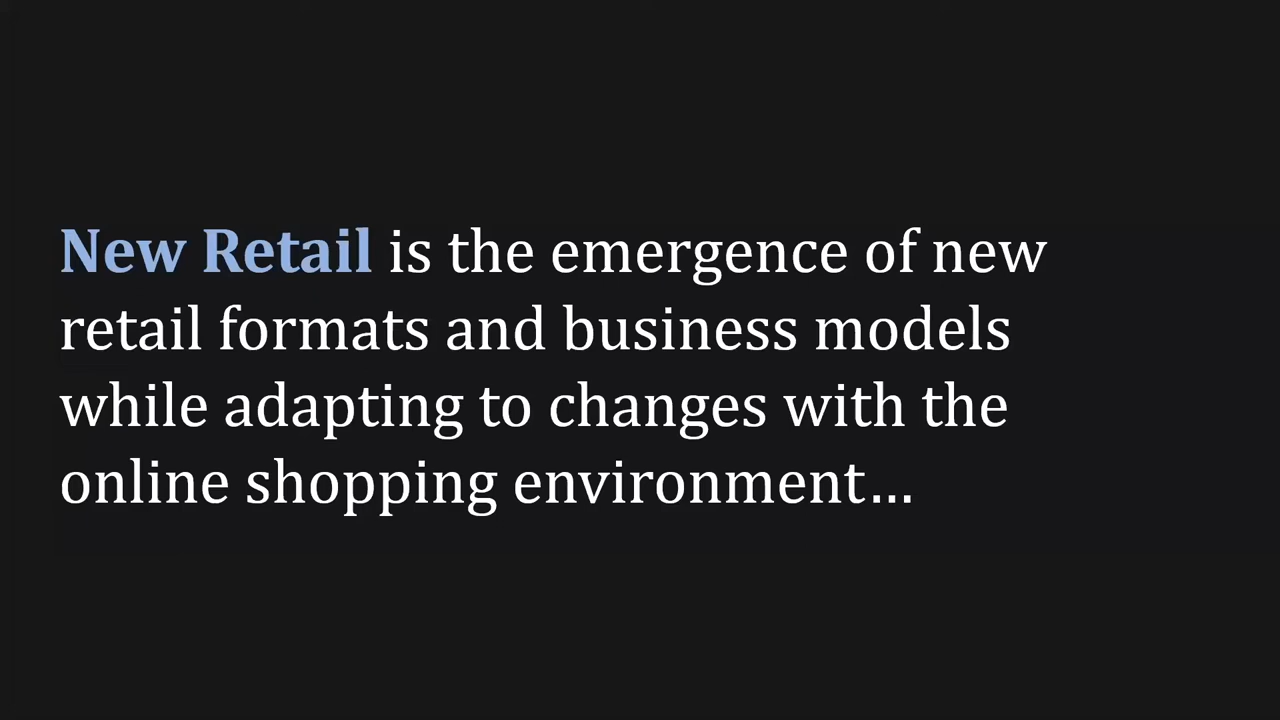 New Retail is the emergence of new
retail formats and business models
while adapting to changes with the
online shopping environment…